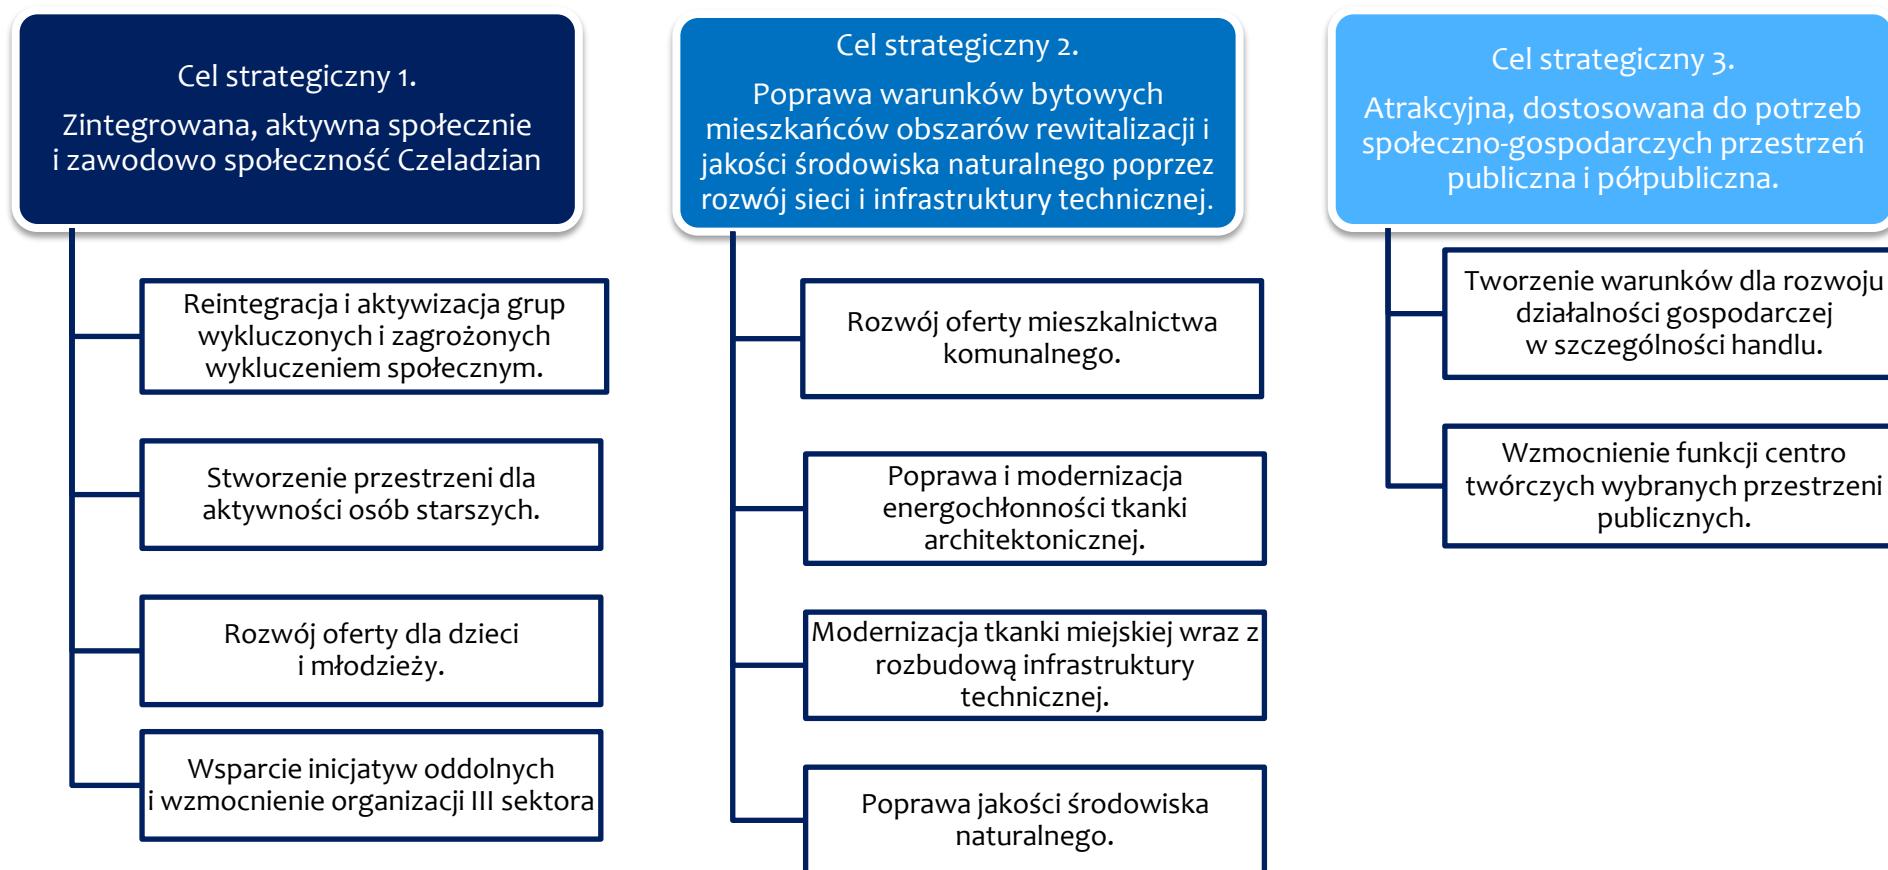 Cel strategiczny 1.
Zintegrowana, aktywna społecznie
i zawodowo społeczność Czeladzian
Reintegracja i aktywizacja grup
wykluczonych i zagrożonych
wykluczeniem społecznym.
Stworzenie przestrzeni dla
aktywności osób starszych.
Rozwój oferty dla dzieci
i młodzieży.
Wsparcie inicjatyw oddolnych
i wzmocnienie organizacji III sektora
Cel strategiczny 2.
Poprawa warunków bytowych
mieszkańców obszarów rewitalizacji i
jakości środowiska naturalnego poprzez
rozwój sieci i infrastruktury technicznej.
Rozwój oferty mieszkalnictwa
komunalnego.
Poprawa i modernizacja
energochłonności tkanki
architektonicznej.
Modernizacja tkanki miejskiej wraz z
rozbudową infrastruktury
technicznej.
Poprawa jakości środowiska
naturalnego.
Cel strategiczny 3.
Atrakcyjna, dostosowana do potrzeb
społeczno-gospodarczych przestrzeń
publiczna i półpubliczna.
Tworzenie warunków dla rozwoju
działalności gospodarczej
w szczególności handlu.
Wzmocnienie funkcji centro
twórczych wybranych przestrzeni
publicznych.